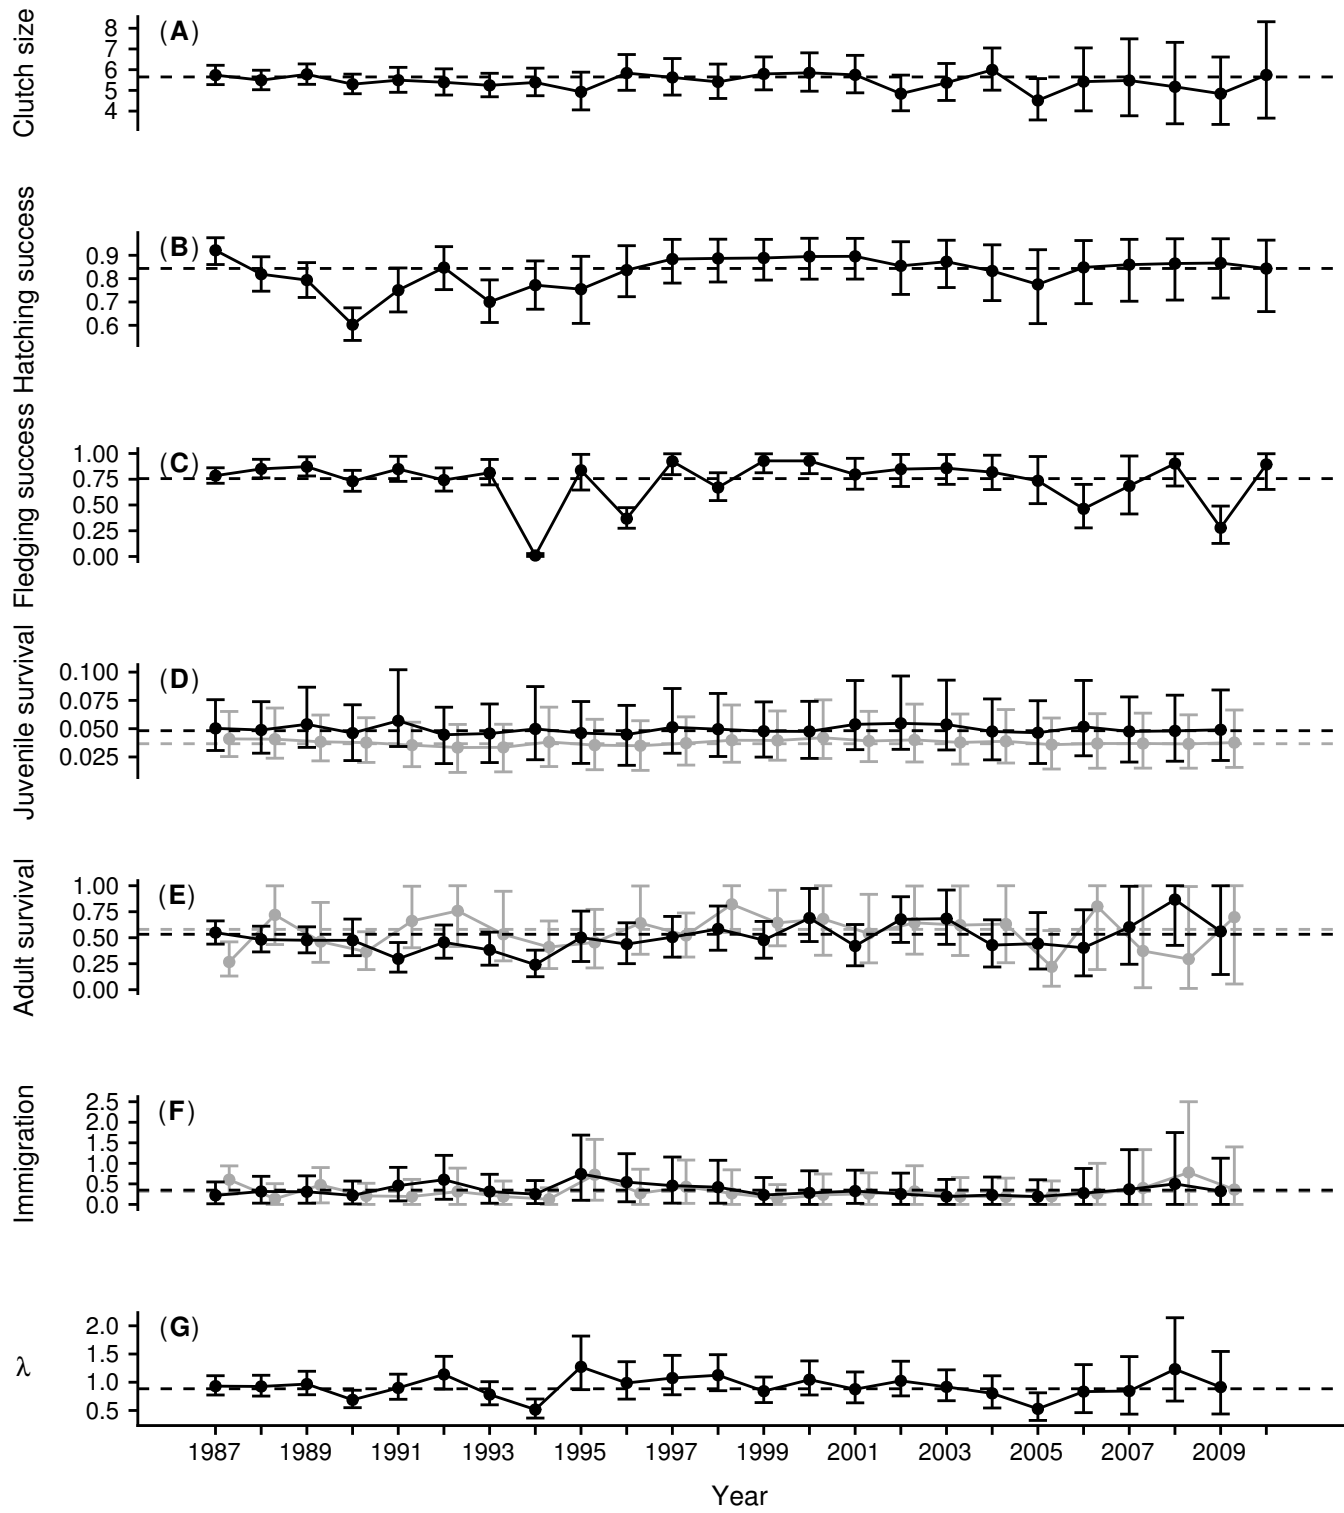 Clutch size
(A)
8
7
6
5
4
Hatching success
(B)
0.9
0.8
0.7
0.6
Fledging success
(C)
1.00
0.75
0.50
0.25
0.00
Juvenile survival
(D)
0.100
0.075
0.050
0.025
Adult survival
(E)
1.00
0.75
0.50
0.25
0.00
Immigration
(F)
2.5
2.0
1.5
1.0
0.5
0.0
λ
(G)
2.0
1.5
1.0
0.5
1987 1989 1991 1993 1995 1997 1999 2001 2003 2005 2007 2009
Year